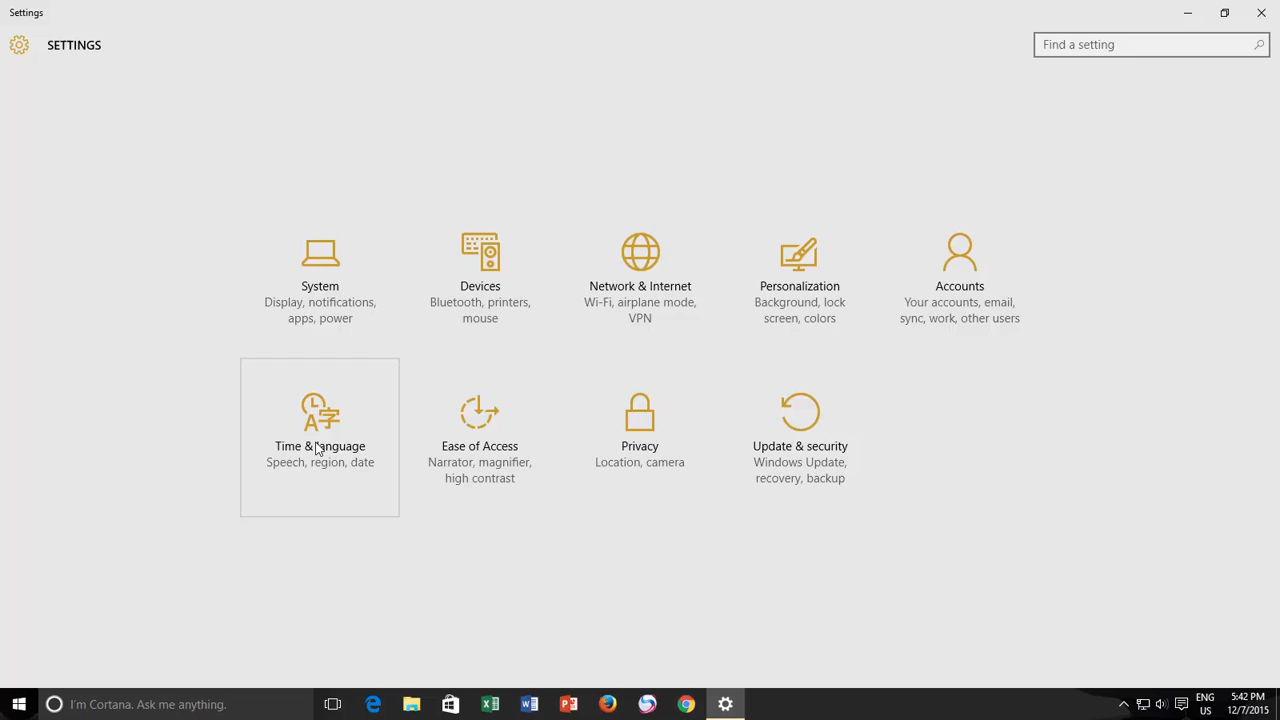 Settings
SETTINGS
Find a setting
System
Display, notifications,
apps, power
Devices
Bluetooth, printers,
mouse
Network & Internet
Wi-Fi, airplane mode,
VPN
Personalization
Background, lock
screen, colors
Accounts
Your accounts, email,
sync, work, other users
A字
Time & language
Speech, region, date
Ease of Access
Narrator, magnifier,
high contrast
Privacy
Location, camera
Update & security
Windows Update,
recovery, backup
I'm Cortana. Ask me anything.
ENG
US
5:42 PM
12/7/2015